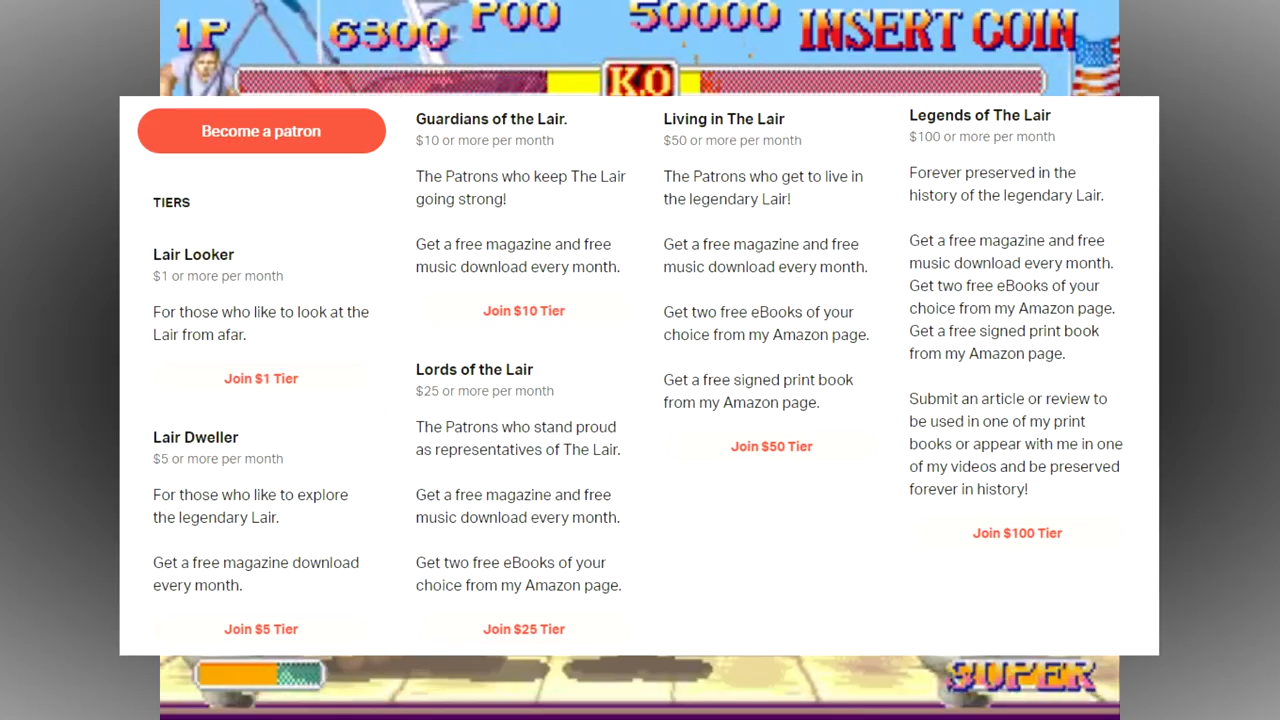 1P
6300
POO
50000
INSERT COIN
K.O
Become a patron
TIERS
Lair Looker
$1 or more per month
For those who like to look at the
Lair from afar.
Join $1 Tier
Lair Dweller
$5 or more per month
For those who like to explore
the legendary Lair.
Get a free magazine download
every month.
Join $5 Tier
Guardians of the Lair.
$10 or more per month
The Patrons who keep The Lair
going strong!
Get a free magazine and free
music download every month.
Join $10 Tier
Lords of the Lair
$25 or more per month
The Patrons who stand proud
as representatives of The Lair.
Get a free magazine and free
music download every month.
Get two free eBooks of your
choice from my Amazon page.
Join $25 Tier
Living in The Lair
$50 or more per month
The Patrons who get to live in
the legendary Lair!
Get a free magazine and free
music download every month.
Get two free eBooks of your
choice from my Amazon page.
Get a free signed print book
from my Amazon page.
Join $50 Tier
Legends of The Lair
$100 or more per month
Forever preserved in the
history of the legendary Lair.
Get a free magazine and free
music download every month.
Get two free eBooks of your
choice from my Amazon page.
Get a free signed print book
from my Amazon page.
Submit an article or review to
be used in one of my print
books or appear with me in one
of my videos and be preserved
forever in history!
Join $100 Tier
SUPER